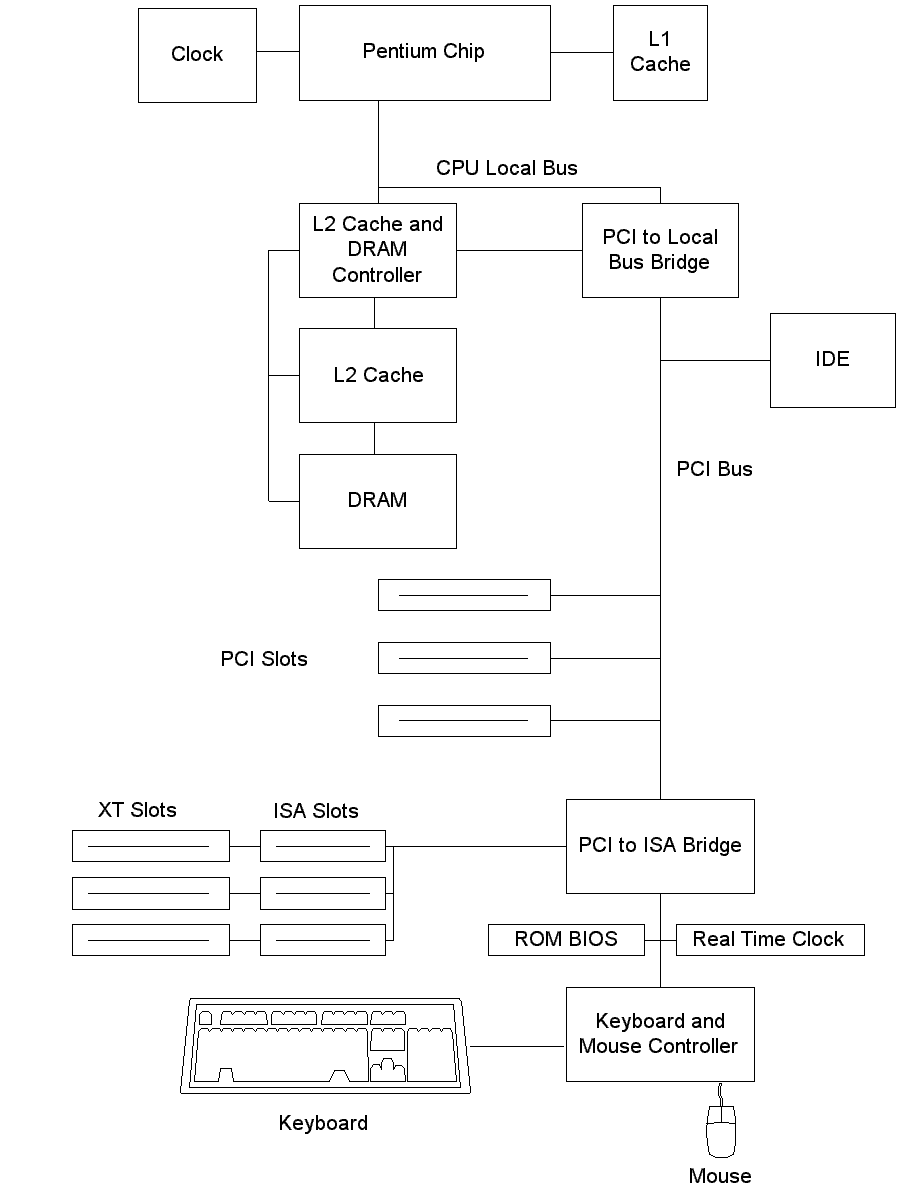 Clock
Pentium Chip
L1
Cache
CPU Local Bus
L2 Cache and
DRAM
Controller
PCI to Local
Bus Bridge
L2 Cache
IDE
PCI Bus
DRAM
PCI Slots
XT Slots
ISA Slots
PCI to ISA Bridge
ROM BIOS
Real Time Clock
Keyboard and
Mouse Controller
Keyboard
Mouse